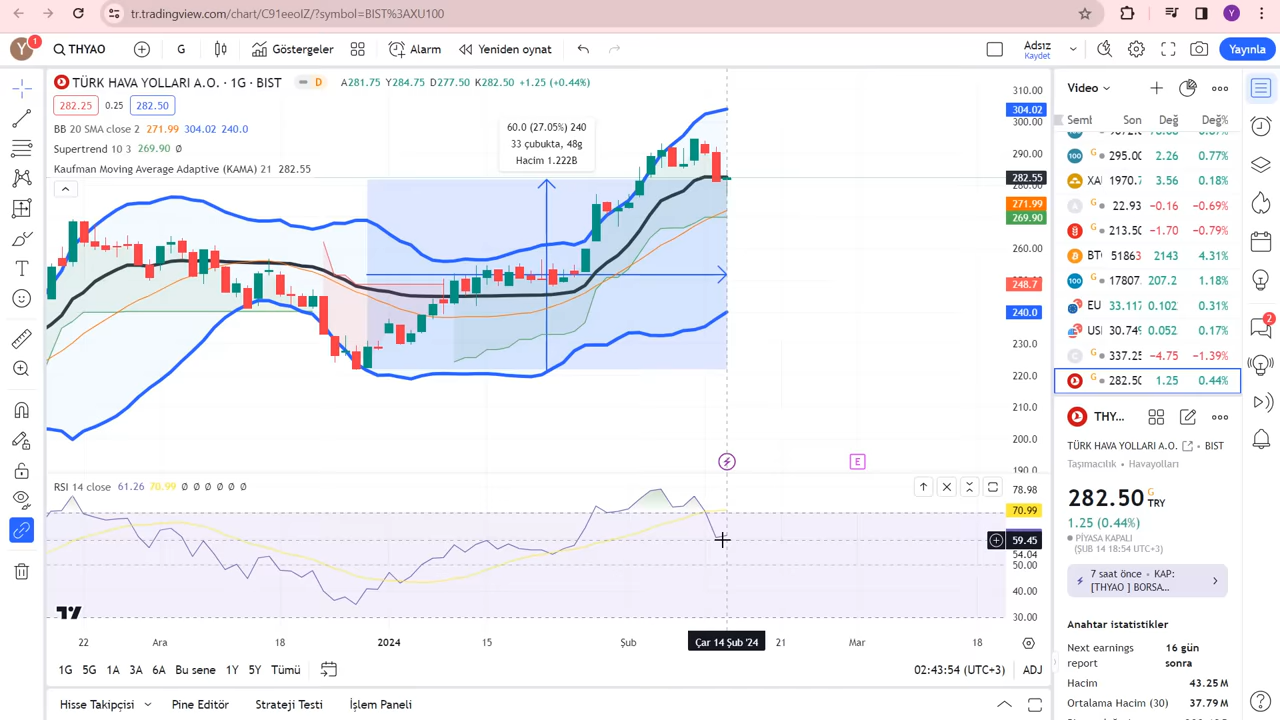 tr.tradingview.com/chart/C91eeoIZ/?symbol=BIST%3AXU100
Y
Y 1
THYAO
G
Göstergeler
Alarm
Yeniden oynat
Adsız
Kaydet
Yayınla
TÜRK HAVA YOLLARI A.O. · 1G · BIST
D
A281.75 Y284.75 D277.50 K282.50 +1.25 (+0.44%)
282.25 0.25 282.50
BB 20 SMA close 2 271.99 304.02 240.0
Supertrend 10 3 269.90 Ø
Kaufman Moving Average Adaptive (KAMA) 21 282.55
60.0 (27.05%) 240
33 çubukta, 48g
Hacim 1.222B
310.00
304.02
300.00
290.00
282.55
280.00
271.99
269.90
260.00
248.7
240.0
230.0
220.0
210.0
200.0
190.0
E
RSI 14 close 61.26 70.99 Ø Ø Ø Ø Ø Ø
78.98
70.99
59.45
54.04
50.00
40.00
30.00
22 Ara 18 2024 15 Şub Çar 14 Şub '24 21 Mar 18
1G 5G 1A 3A 6A Bu sene 1Y 5Y Tümü
02:43:54 (UTC+3) ADJ
Hisse Takipçisi Pine Editör Strateji Testi İşlem Paneli
Video
Seml Son Değ Değ%
100 G 295.00 2.26 0.77%
XA 1970.7 3.56 0.18%
G 22.93 −0.16 −0.69%
G 213.50 −1.70 −0.79%
BT 51863 2143 4.31%
100 17807. 207.2 1.18%
EU 33.117 0.102 0.31%
US 30.749 0.052 0.17%
G 337.25 −4.75 −1.39%
G 282.50 1.25 0.44%
THY...
TÜRK HAVA YOLLARI A.O. · BIST
Taşımacılık • Havayolları
282.50 G TRY
1.25 (0.44%)
PİYASA KAPALI
(ŞUB 14 18:54 UTC+3)
7 saat önce • KAP:
[THYAO ] BORSA...
Anahtar istatistikler
Next earnings report 16 gün sonra
Hacim 43.25 M
Ortalama Hacim (30) 37.79 M